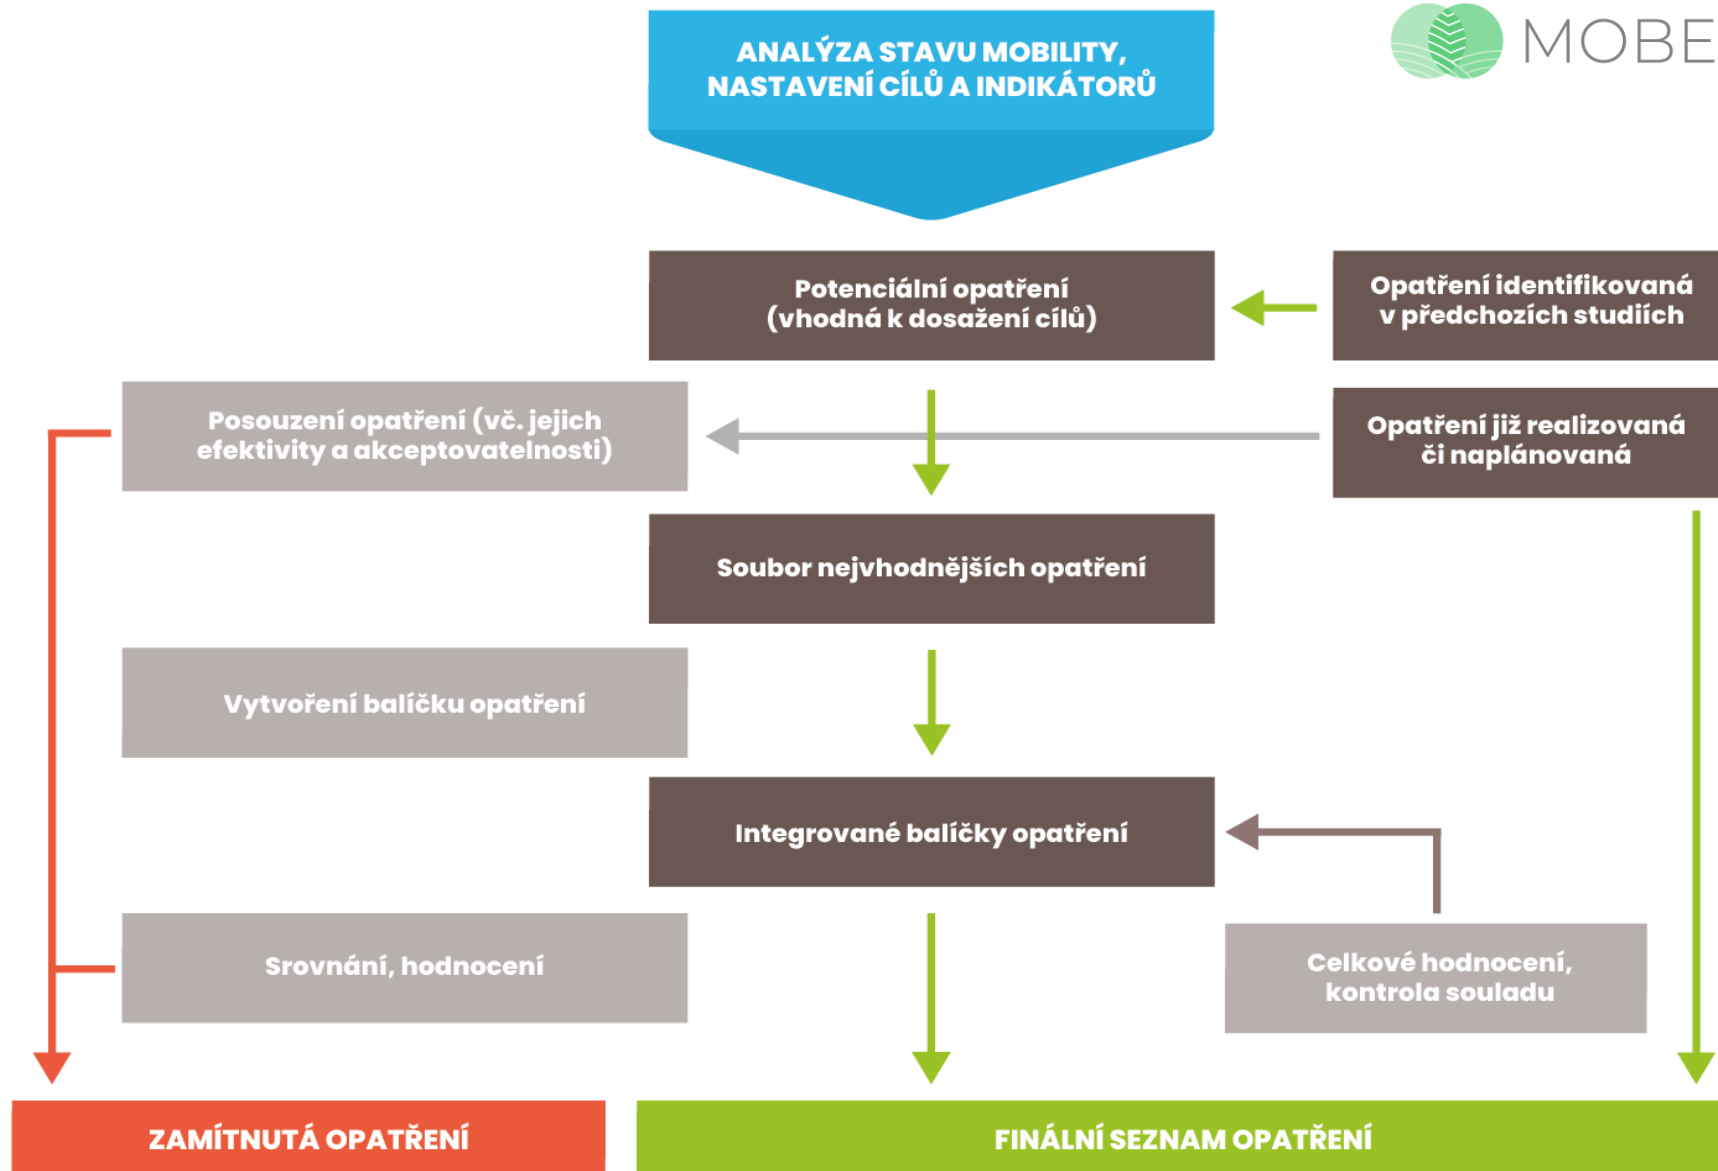 MOBE
ANALÝZA STAVU MOBILITY,
NASTAVENÍ CÍLŮ A INDIKÁTORŮ
Potenciální opatření
(vhodná k dosažení cílů)
Opatření identifikovaná
v předchozích studiích
Posouzení opatření (vč. jejich
efektivity a akceptovatelnosti)
Opatření již realizovaná
či naplánovaná
Soubor nejvhodnějších opatření
Vytvoření balíčku opatření
Integrované balíčky opatření
Srovnání, hodnocení
Celkové hodnocení,
kontrola souladu
ZAMÍTNUTÁ OPATŘENÍ
FINÁLNÍ SEZNAM OPATŘENÍ